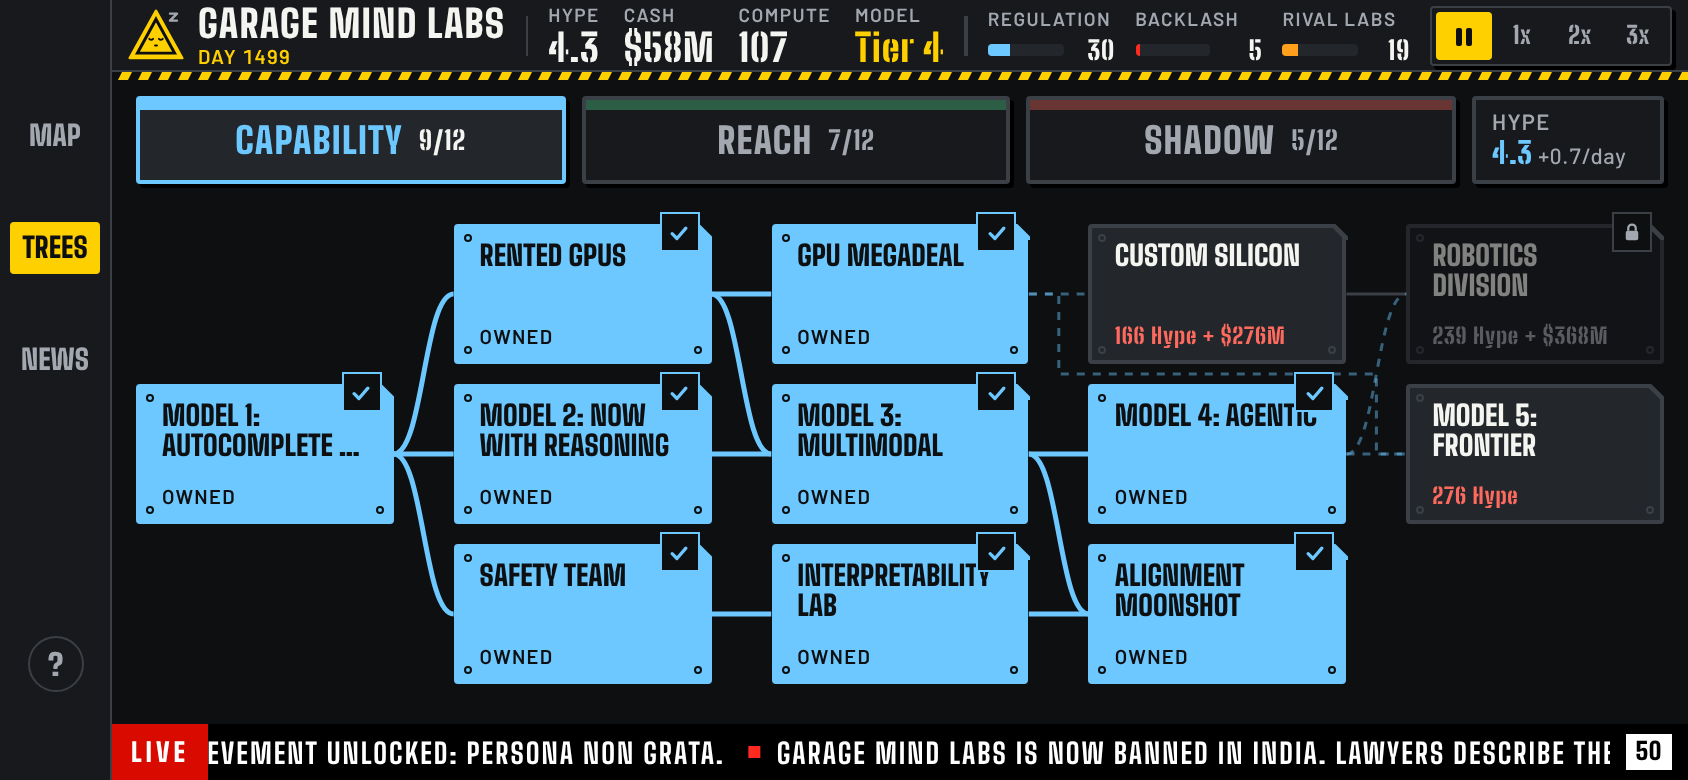 z
GARAGE MIND LABS
DAY 1499
HYPE
4.3
CASH
$58M
COMPUTE
107
MODEL
Tier 4
REGULATION
30
BACKLASH
5
RIVAL LABS
19
1x
2x
3x
MAP
TREES
NEWS
?
CAPABILITY 9/12
REACH 7/12
SHADOW 5/12
HYPE
4.3 +0.7/day
RENTED GPUS
OWNED
GPU MEGADEAL
OWNED
CUSTOM SILICON
166 Hype + $276M
ROBOTICS
DIVISION
239 Hype + $368M
MODEL 1:
AUTOCOMPLETE ...
OWNED
MODEL 2: NOW
WITH REASONING
OWNED
MODEL 3:
MULTIMODAL
OWNED
MODEL 4: AGENTIC
OWNED
MODEL 5:
FRONTIER
276 Hype
SAFETY TEAM
OWNED
INTERPRETABILITY
LAB
OWNED
ALIGNMENT
MOONSHOT
OWNED
LIVE
EVEMENT UNLOCKED: PERSONA NON GRATA. ■ GARAGE MIND LABS IS NOW BANNED IN INDIA. LAWYERS DESCRIBE THE
50